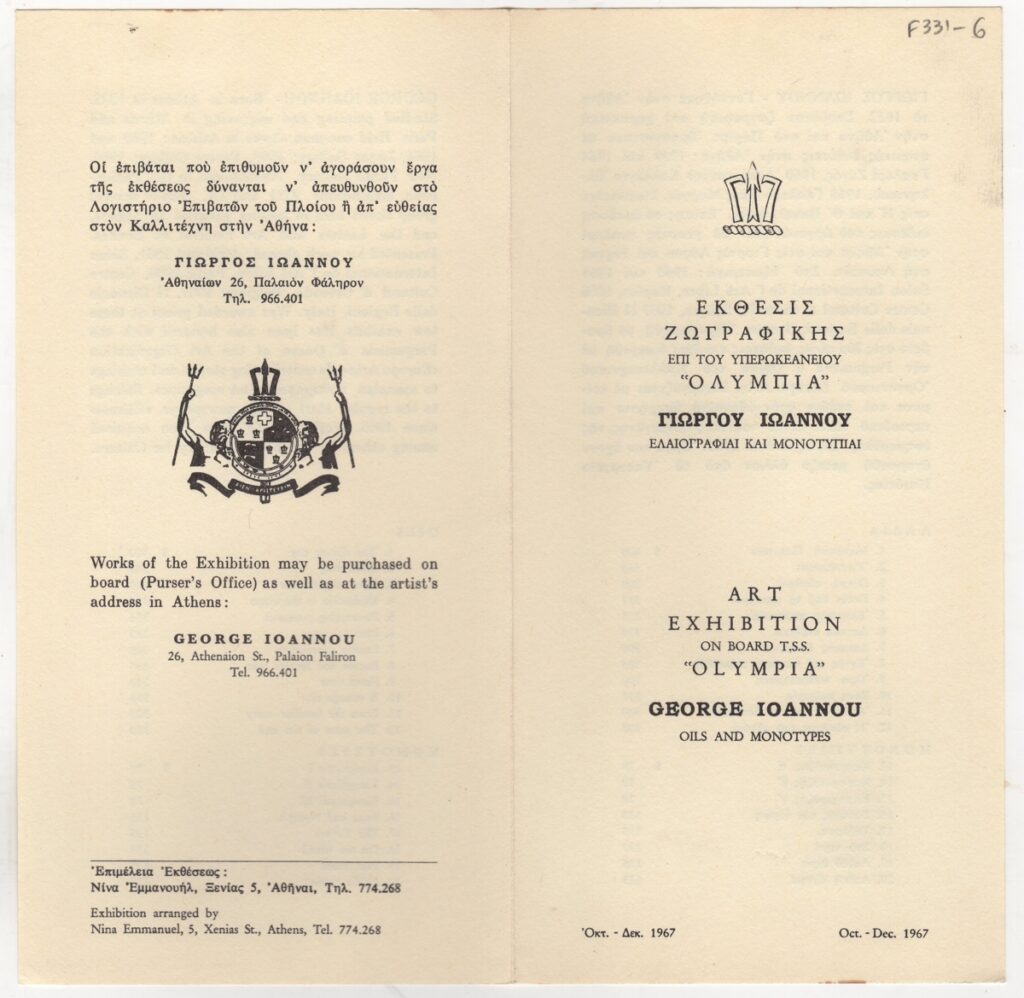 F331-6
Οἱ ἐπιβάται ποὺ ἐπιθυμοῦν ν' ἀγοράσουν ἔργα
τῆς ἐκθέσεως δύνανται ν' ἀπευθυνθοῦν στὸ
Λογιστήριο Ἐπιβατῶν τοῦ Πλοίου ἢ ἀπ' εὐθείας
στὸν Καλλιτέχνη στὴν Ἀθήνα:
ΓΙΩΡΓΟΣ ΙΩΑΝΝΟΥ
Ἀθηναίων 26, Παλαιὸν Φάληρον
Τηλ. 966.401
Works of the Exhibition may be purchased on
board (Purser's Office) as well as at the artist's
address in Athens:
GEORGE IOANNOU
26, Athenaion St., Palaion Faliron
Tel. 966.401
Ἐπιμέλεια Ἐκθέσεως:
Νίνα Ἐμμανουήλ, Ξενίας 5, Ἀθῆναι, Τηλ. 774.268
Exhibition arranged by
Nina Emmanuel, 5, Xenias St., Athens, Tel. 774.268
ΕΚΘΕΣΙΣ
ΖΩΓΡΑΦΙΚΗΣ
ΕΠΙ ΤΟΥ ΥΠΕΡΩΚΕΑΝΕΙΟΥ
"ΟΛΥΜΠΙΑ"
ΓΙΩΡΓΟΥ ΙΩΑΝΝΟΥ
ΕΛΑΙΟΓΡΑΦΙΑΙ ΚΑΙ ΜΟΝΟΤΥΠΙΑΙ
ART
EXHIBITION
ON BOARD T.S.S.
"OLYMPIA"
GEORGE IOANNOU
OILS AND MONOTYPES
Ὀκτ. - Δεκ. 1967
Oct. - Dec. 1967